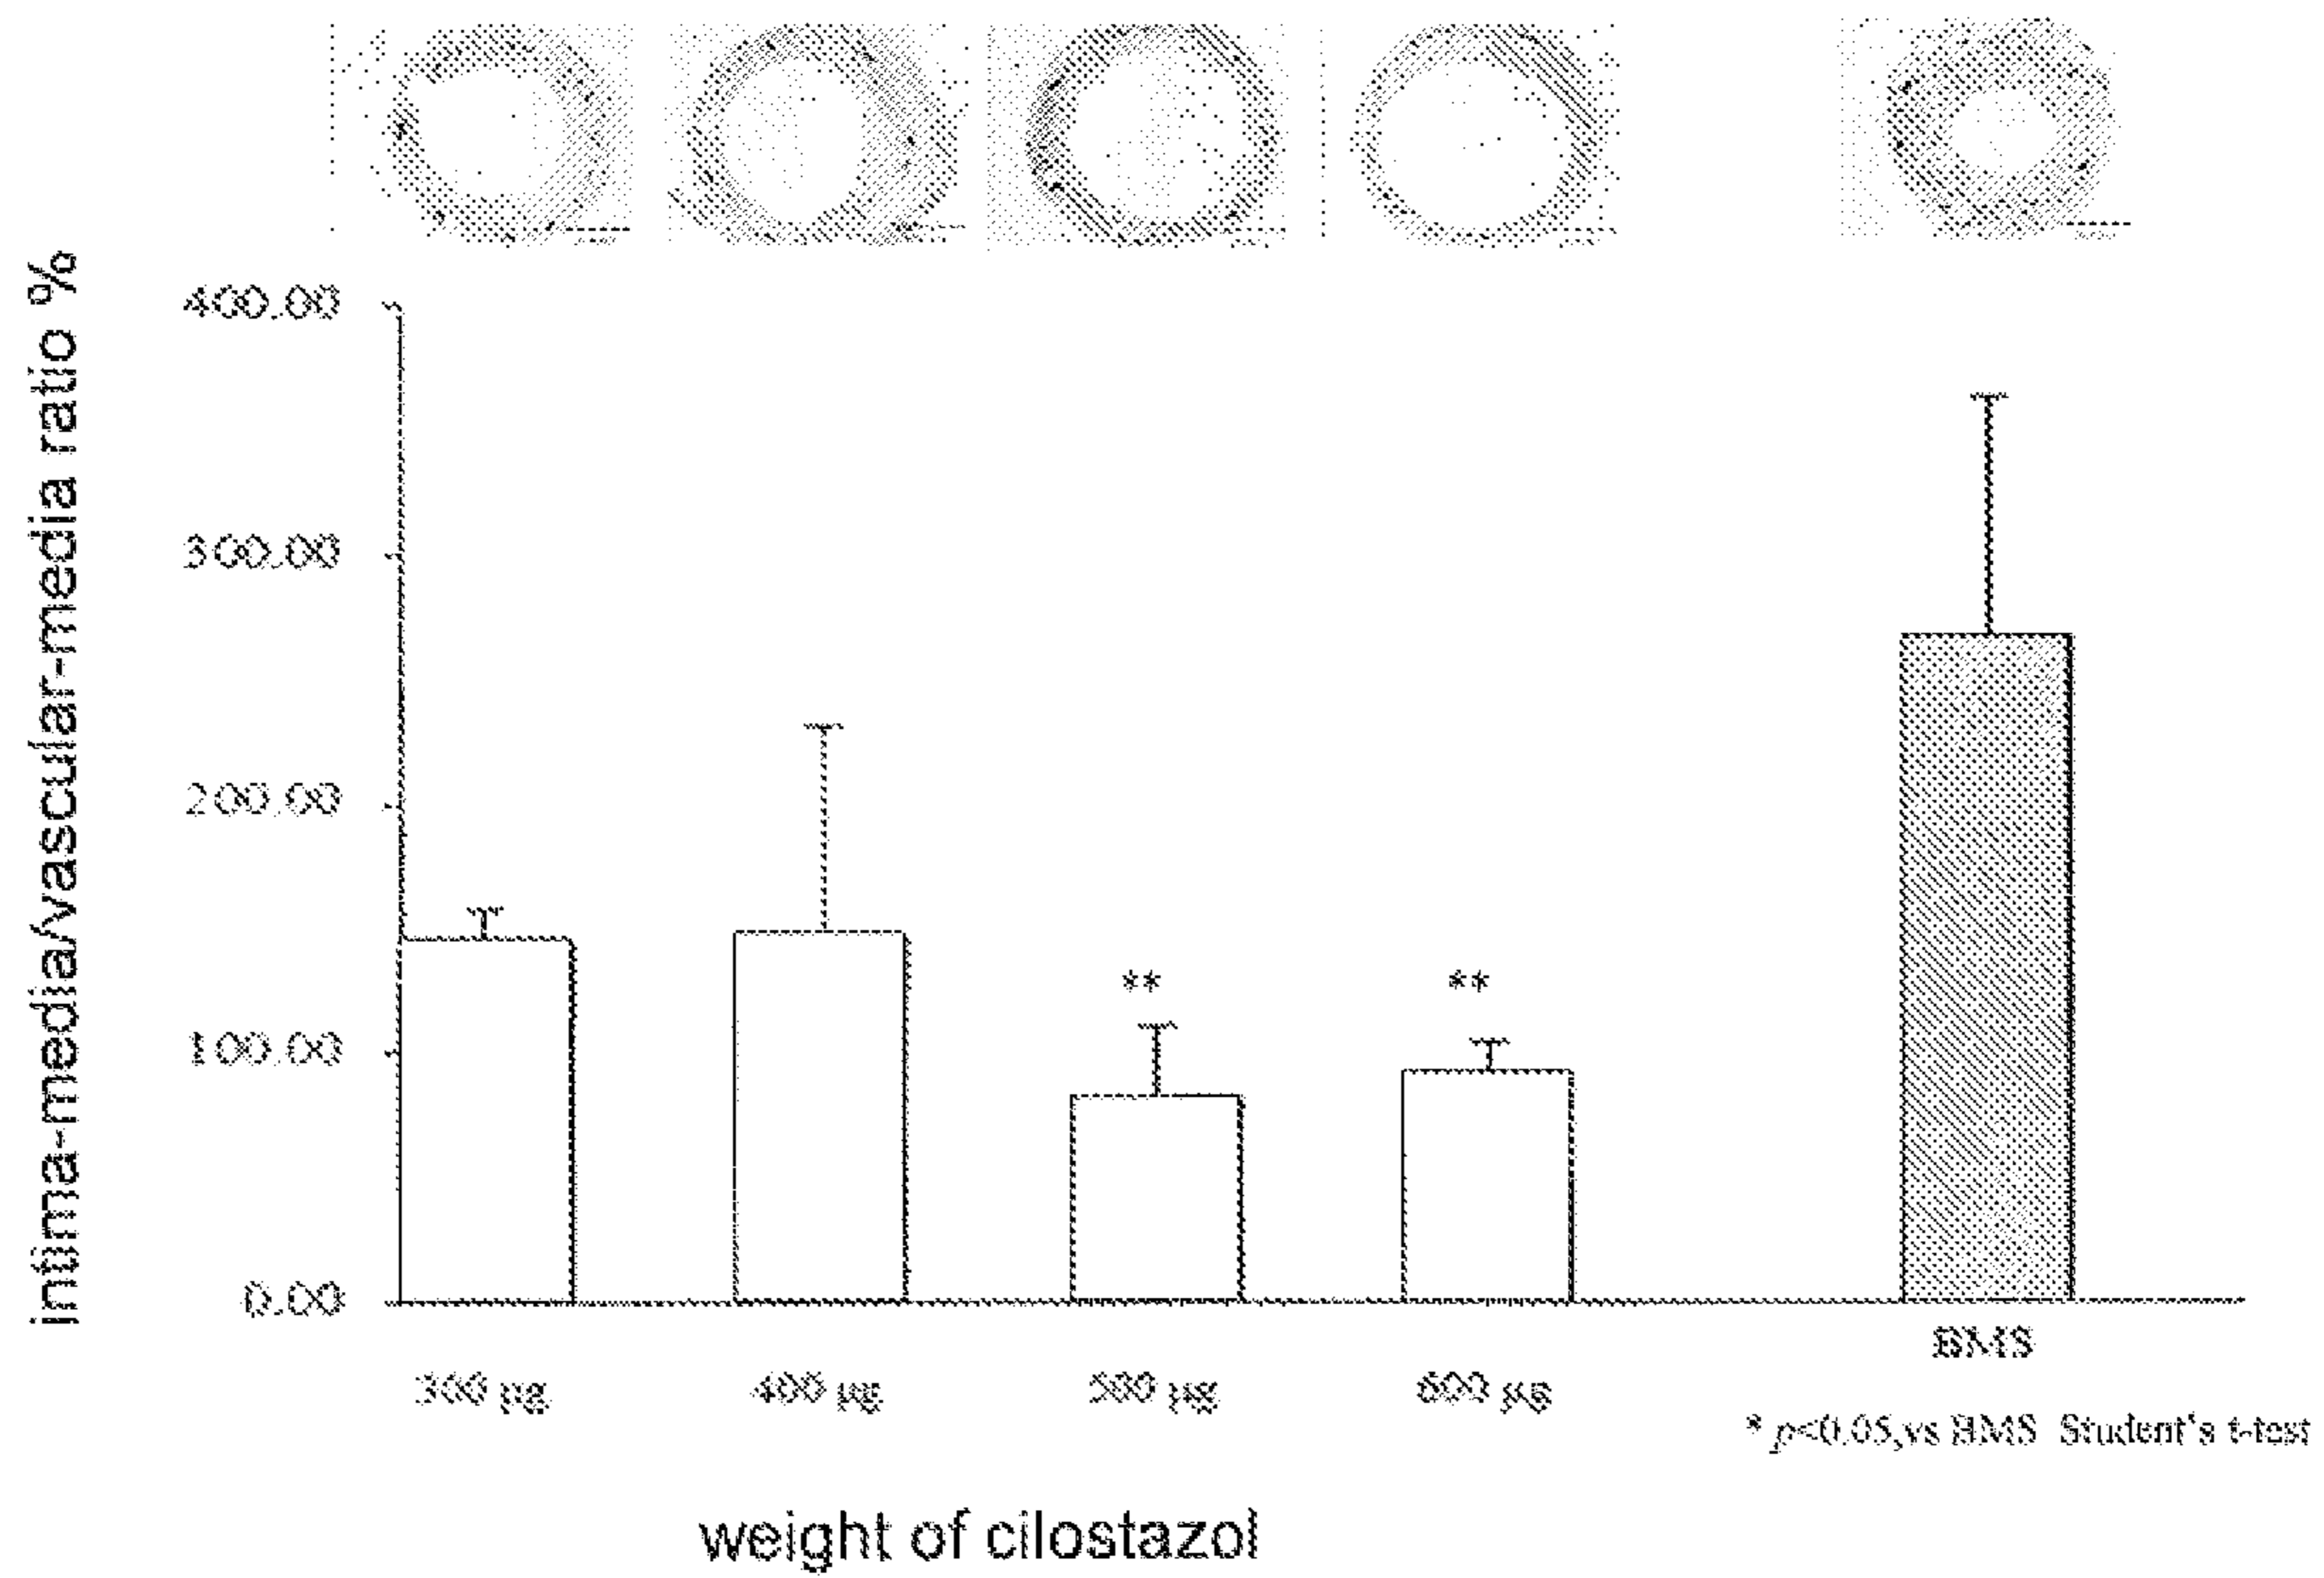 intima-media/vascular-media ratio %
400.00
300.00
200.00
100.00
0.00
**
**
300 µg
400 µg
500 µg
600 µg
BMS
* p<0.05,vs BMS Student's t-test
weight of cilostazol